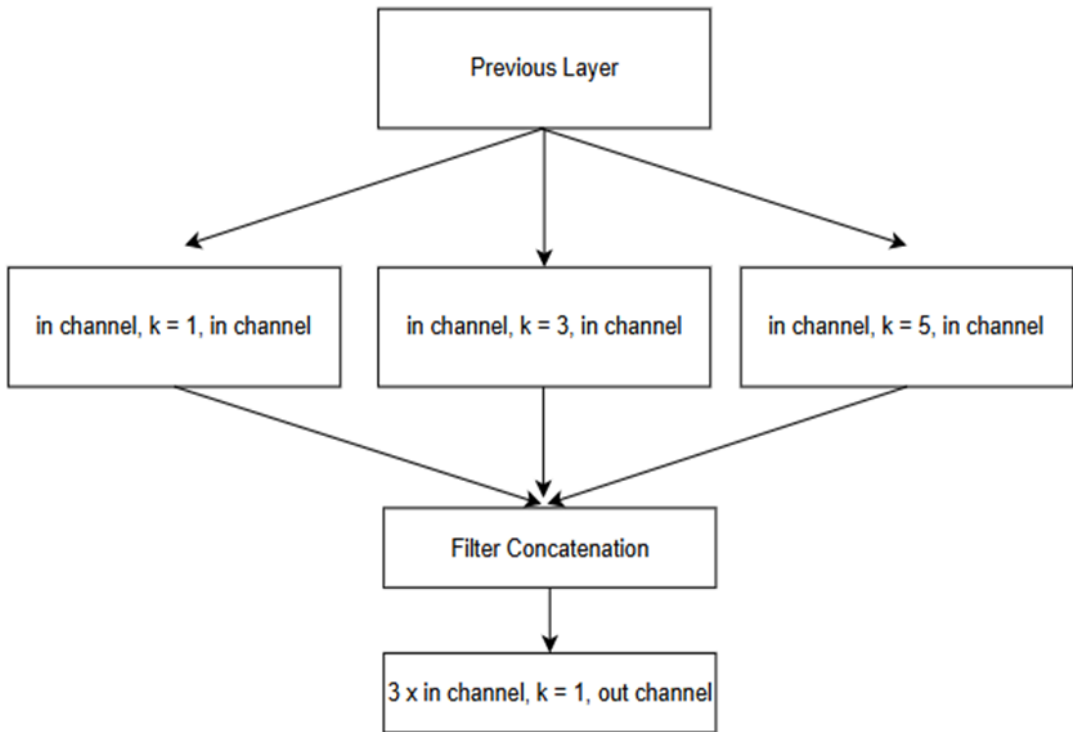 Previous Layer
in channel, k = 1, in channel
in channel, k = 3, in channel
in channel, k = 5, in channel
Filter Concatenation
3 x in channel, k = 1, out channel